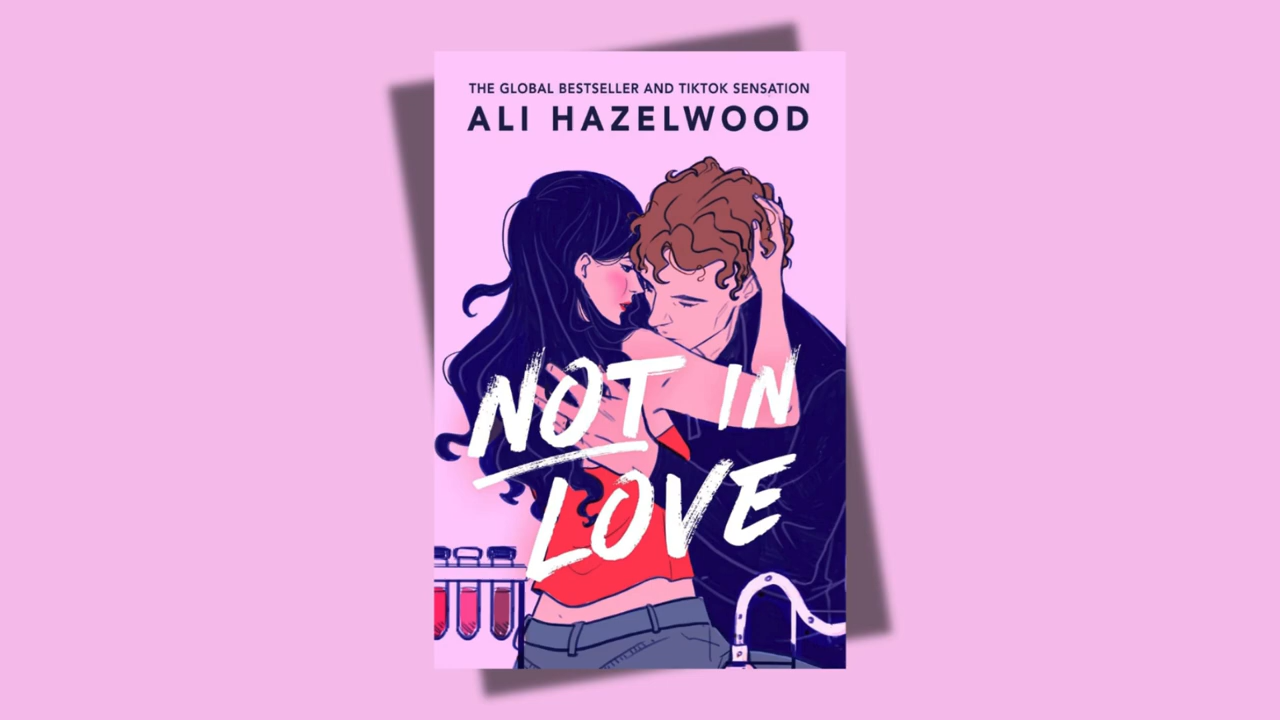 THE GLOBAL BESTSELLER AND TIKTOK SENSATION
ALI HAZELWOOD
NOT IN
LOVE